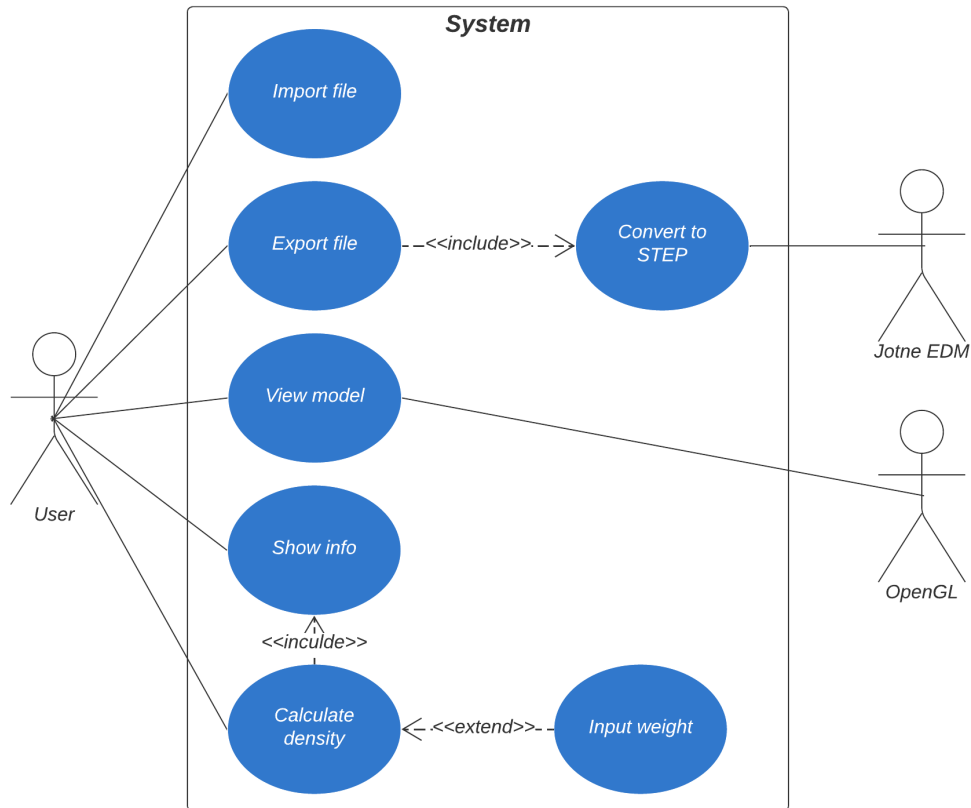 System
Import file
Export file
<<include>>
Convert to
STEP
Jotne EDM
View model
User
Show info
OpenGL
<<inculde>>
Calculate
density
<<extend>>
Input weight